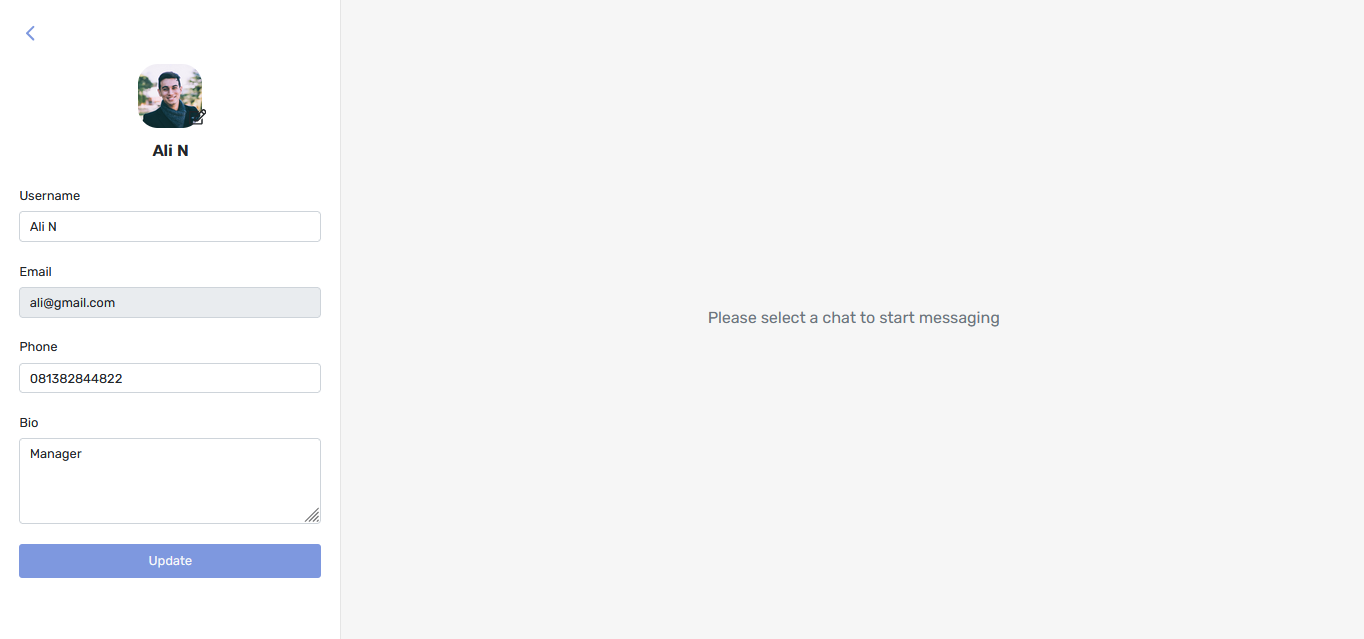 Ali N
Username
Ali N
Email
ali@gmail.com
Phone
081382844822
Bio
Manager
Update
Please select a chat to start messaging